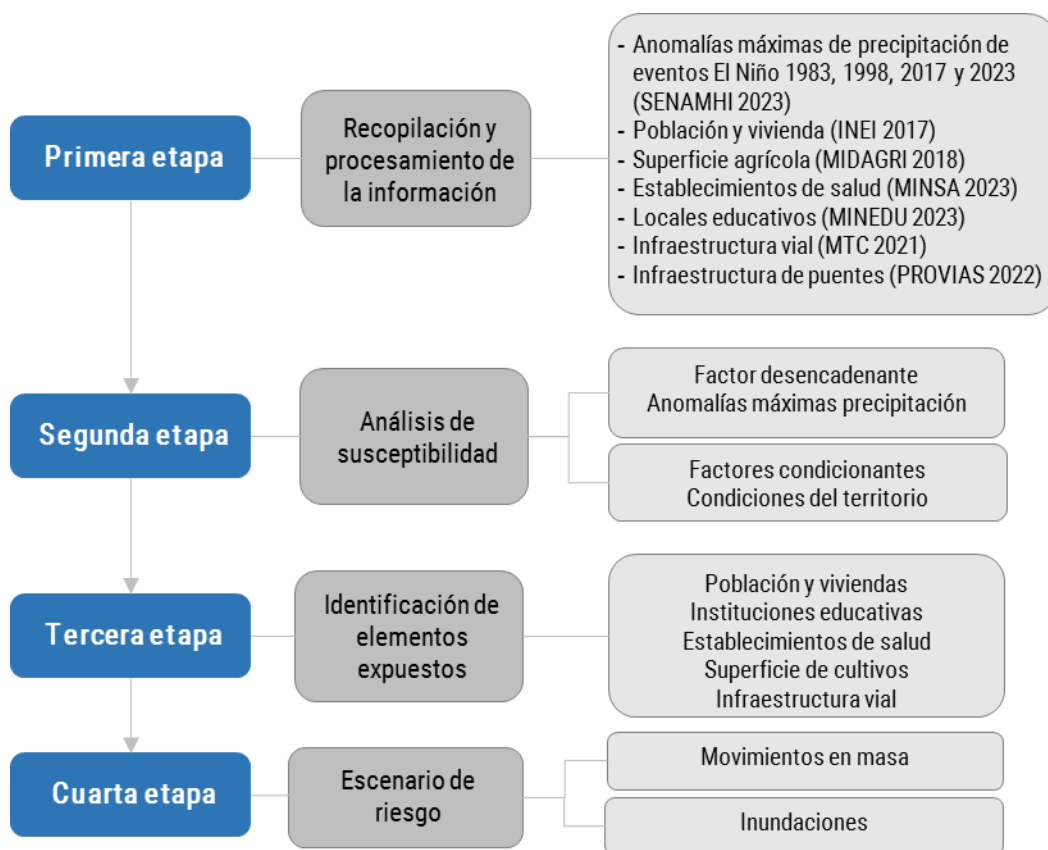 Primera etapa
Recopilación y
procesamiento de
la información
- Anomalías máximas de precipitación de
eventos El Niño 1983, 1998, 2017 y 2023
(SENAMHI 2023)
- Población y vivienda (INEI 2017)
- Superficie agrícola (MIDAGRI 2018)
- Establecimientos de salud (MINSA 2023)
- Locales educativos (MINEDU 2023)
- Infraestructura vial (MTC 2021)
- Infraestructura de puentes (PROVIAS 2022)
Segunda etapa
Análisis de
susceptibilidad
Factor desencadenante
Anomalías máximas precipitación
Factores condicionantes
Condiciones del territorio
Tercera etapa
Identificación de
elementos
expuestos
Población y viviendas
Instituciones educativas
Establecimientos de salud
Superficie de cultivos
Infraestructura vial
Cuarta etapa
Escenario de
riesgo
Movimientos en masa
Inundaciones